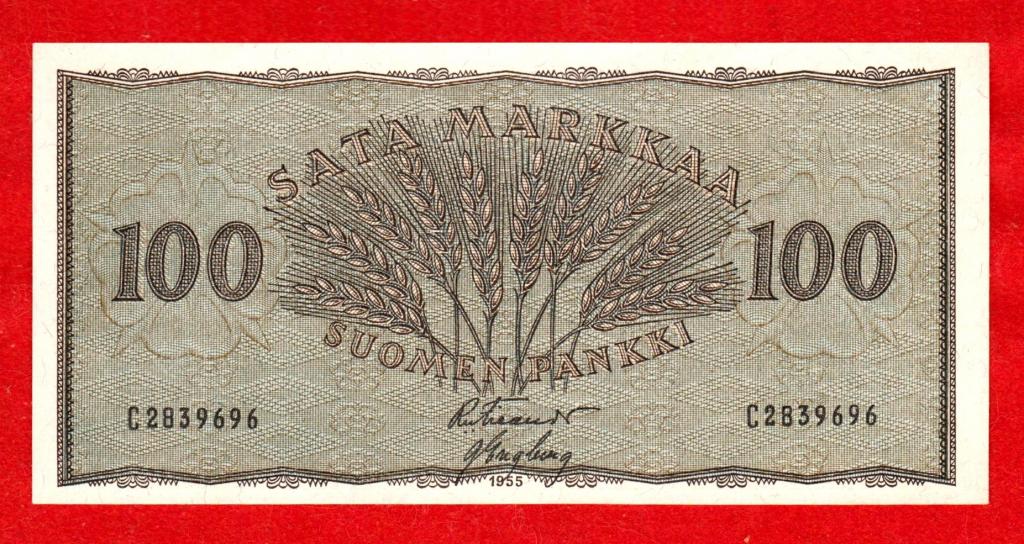 SATA MARKKAA
100 100
SUOMEN PANKKI
C2839696 C2839696
1955